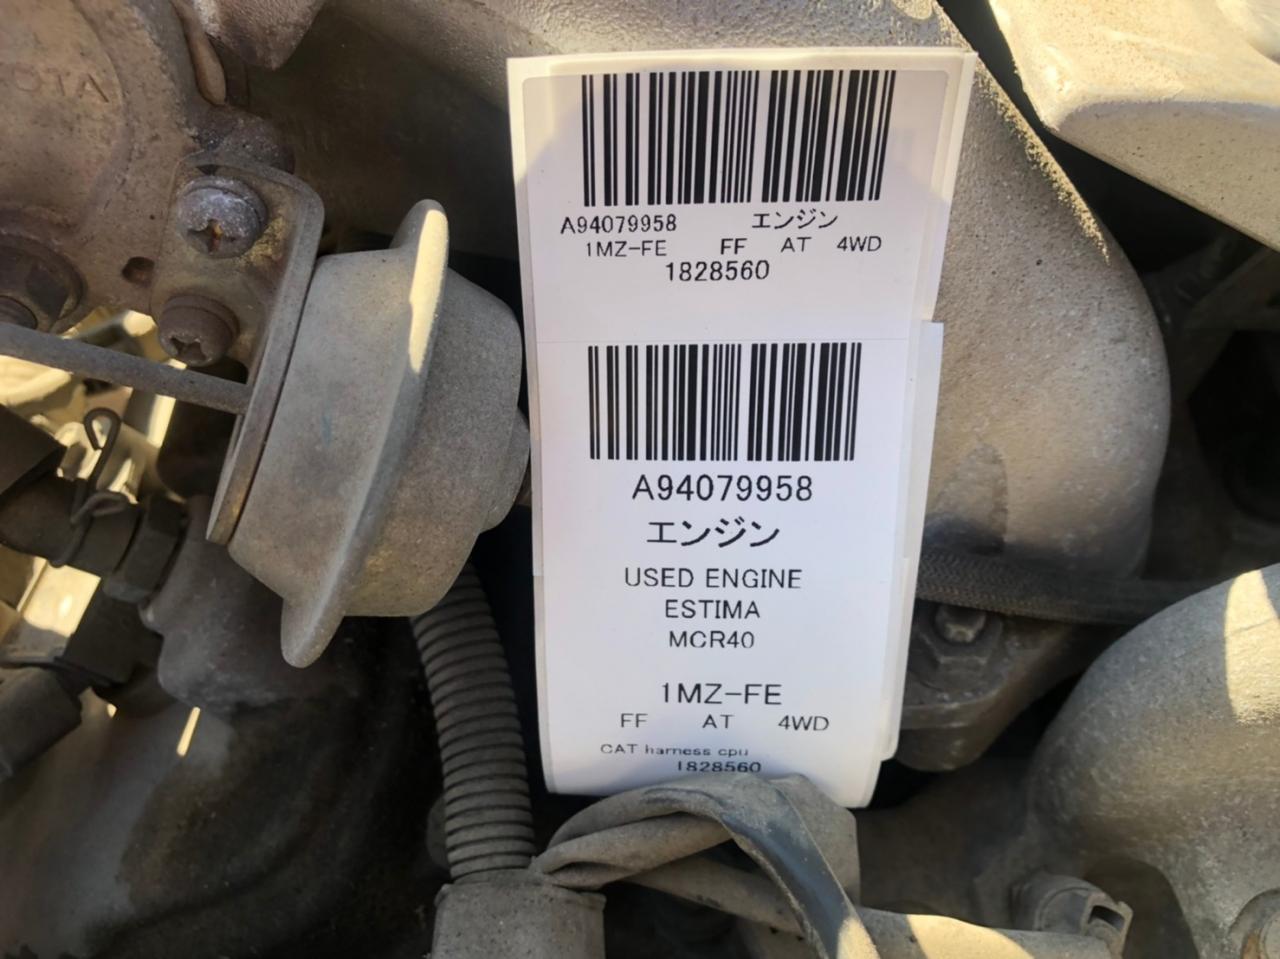 OTA
A94079958 エンジン
1MZ-FE FF AT 4WD
1828560
A94079958
エンジン
USED ENGINE
ESTIMA
MCR40
1MZ-FE
FF AT 4WD
CAT harness cpu
1828560